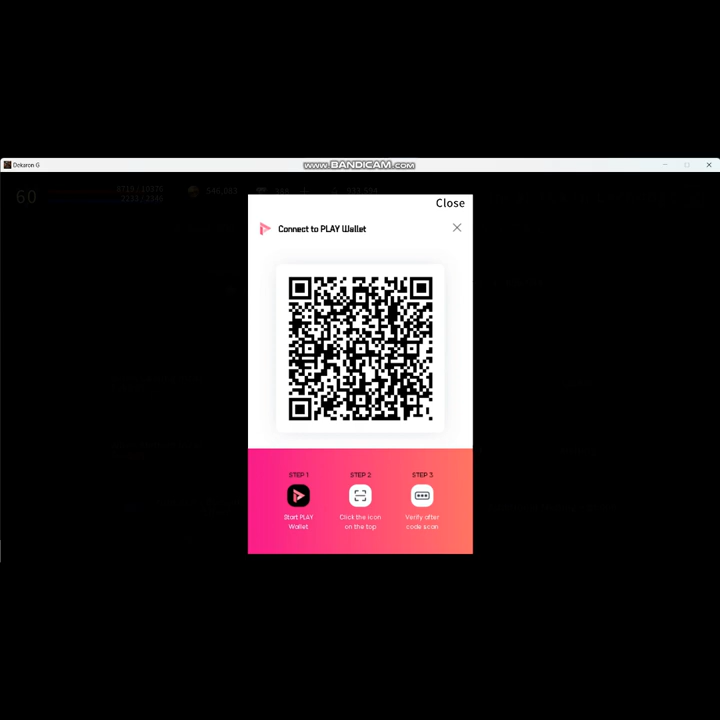 Dekaron G
www.BANDICAM.com
60
Close
Connect to PLAY Wallet
STEP 1
STEP 2
STEP 3
Start PLAY
Wallet
Click the icon
on the top
Verify after
code scan